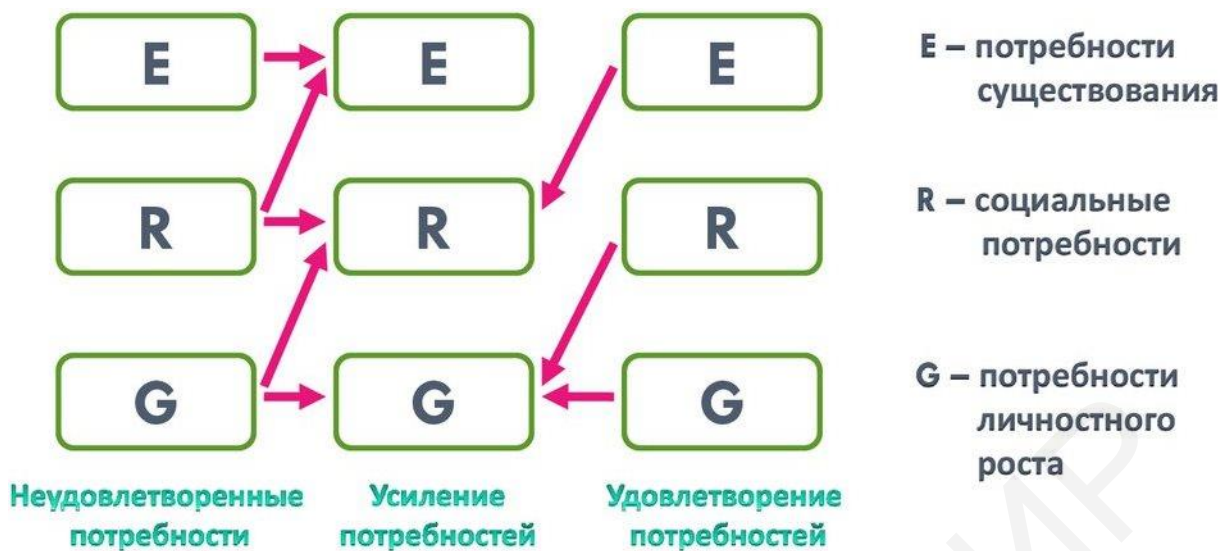 E E E
R R R
G G G
Неудовлетворенные
потребности
Усиление
потребностей
Удовлетворение
потребностей
E – потребности
существования
R – социальные
потребности
G – потребности
личностного
роста